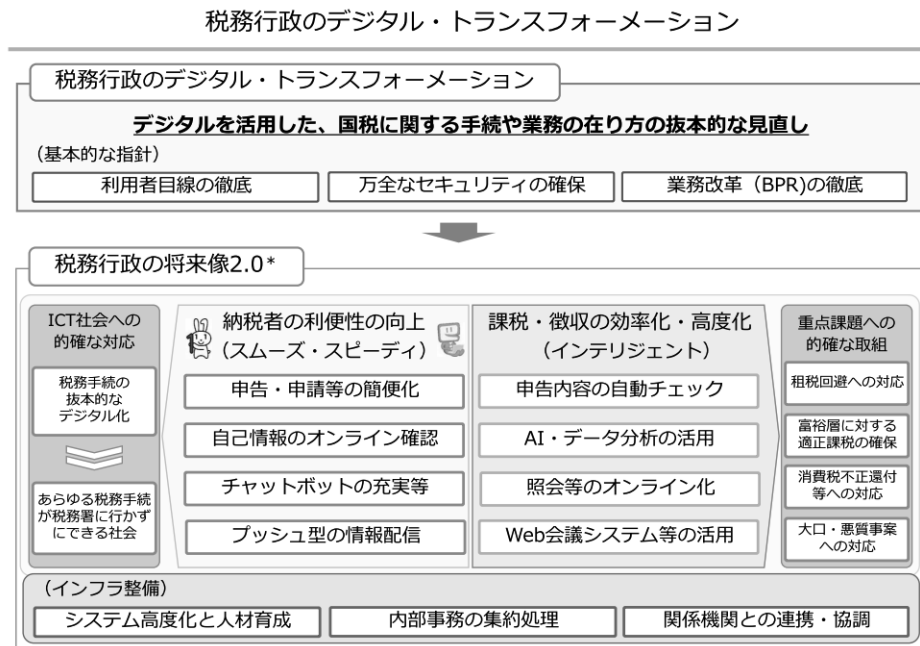 税務行政のデジタル・トランスフォーメーション
税務行政のデジタル・トランスフォーメーション
デジタルを活用した、国税に関する手続や業務の在り方の抜本的な見直し
（基本的な指針）
利用者目線の徹底
万全なセキュリティの確保
業務改革（BPR)の徹底
税務行政の将来像2.0*
ICT社会への
的確な対応
税務手続の
抜本的な
デジタル化
あらゆる税務手続
が税務署に行かず
にできる社会
納税者の利便性の向上
（スムーズ・スピーディ）
申告・申請等の簡便化
自己情報のオンライン確認
チャットボットの充実等
プッシュ型の情報配信
課税・徴収の効率化・高度化
（インテリジェント）
申告内容の自動チェック
AI・データ分析の活用
照会等のオンライン化
Web会議システム等の活用
重点課題への
的確な取組
租税回避への対応
富裕層に対する
適正課税の確保
消費税不正還付
等への対応
大口・悪質事案
への対応
（インフラ整備）
システム高度化と人材育成
内部事務の集約処理
関係機関との連携・協調